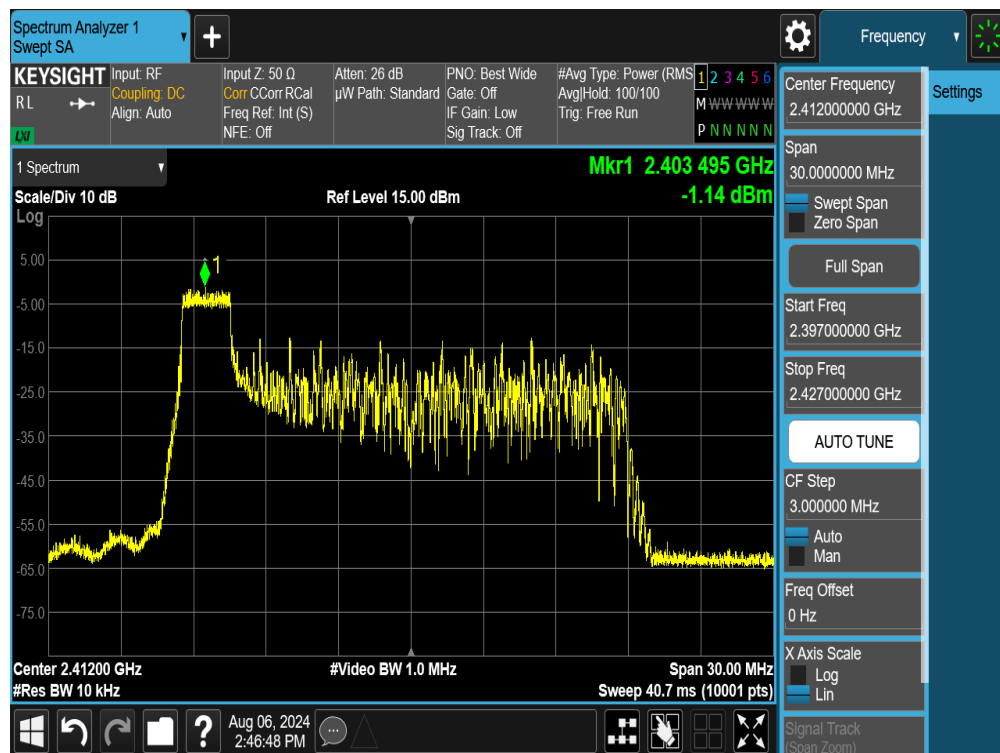 Spectrum Analyzer 1
Swept SA
+
Frequency
KEYSIGHT
R L
LXI
Input: RF
Coupling: DC
Align: Auto
Input Z: 50 Ω
Corr CCorr RCal
Freq Ref: Int (S)
NFE: Off
Atten: 26 dB
µW Path: Standard
PNO: Best Wide
Gate: Off
IF Gain: Low
Sig Track: Off
#Avg Type: Power (RMS
Avg|Hold: 100/100
Trig: Free Run
1 2 3 4 5 6
M W W W W W W
P N N N N N
1 Spectrum
Mkr1 2.403 495 GHz
Scale/Div 10 dB
Ref Level 15.00 dBm
-1.14 dBm
Log
1
5.00
-5.00
-15.0
-25.0
-35.0
-45.0
-55.0
-65.0
-75.0
Center 2.41200 GHz
#Video BW 1.0 MHz
Span 30.00 MHz
#Res BW 10 kHz
Sweep 40.7 ms (10001 pts)
Center Frequency
2.412000000 GHz
Settings
Span
30.0000000 MHz
Swept Span
Zero Span
Full Span
Start Freq
2.397000000 GHz
Stop Freq
2.427000000 GHz
AUTO TUNE
CF Step
3.000000 MHz
Auto
Man
Freq Offset
0 Hz
X Axis Scale
Log
Lin
Signal Track
(Span Zoom)
?
Aug 06, 2024
2:46:48 PM